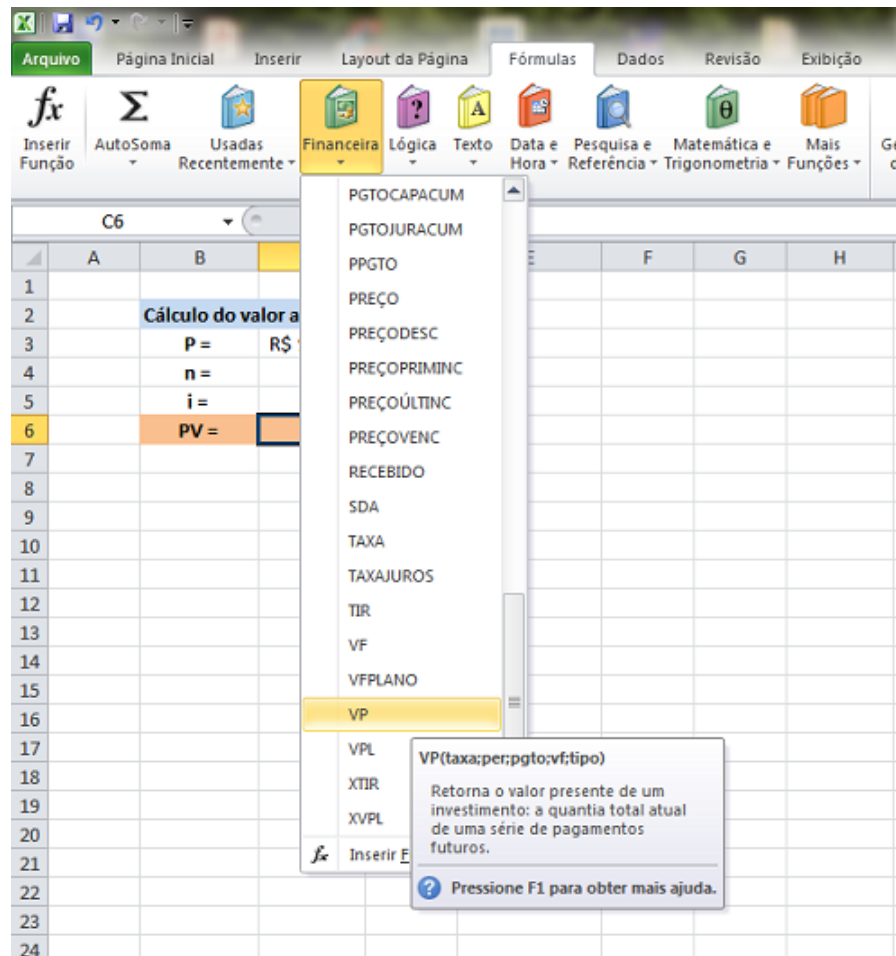 Arquivo Página Inicial Inserir Layout da Página Fórmulas Dados Revisão Exibição
fx Σ ? A θ
Inserir Função
AutoSoma
Usadas Recentemente
Financeira
Lógica
Texto
Data e Hora
Pesquisa e Referência
Matemática e Trigonometria
Mais Funções
C6
A B F G H
1
2 Cálculo do valor a
3 P = R$
4 n =
5 i =
6 PV =
7
8
9
10
11
12
13
14
15
16
17
18
19
20
21
22
23
24
PGTOCAPACUM
PGTOJURACUM
PPGTO
PREÇO
PREÇODESC
PREÇOPRIMINC
PREÇOÚLTINC
PREÇOVENC
RECEBIDO
SDA
TAXA
TAXAJUROS
TIR
VF
VFPLANO
VP
VPL
XTIR
XVPL
fx Inserir F
VP(taxa;per;pgto;vf;tipo)
Retorna o valor presente de um
investimento: a quantia total atual
de uma série de pagamentos
futuros.
? Pressione F1 para obter mais ajuda.